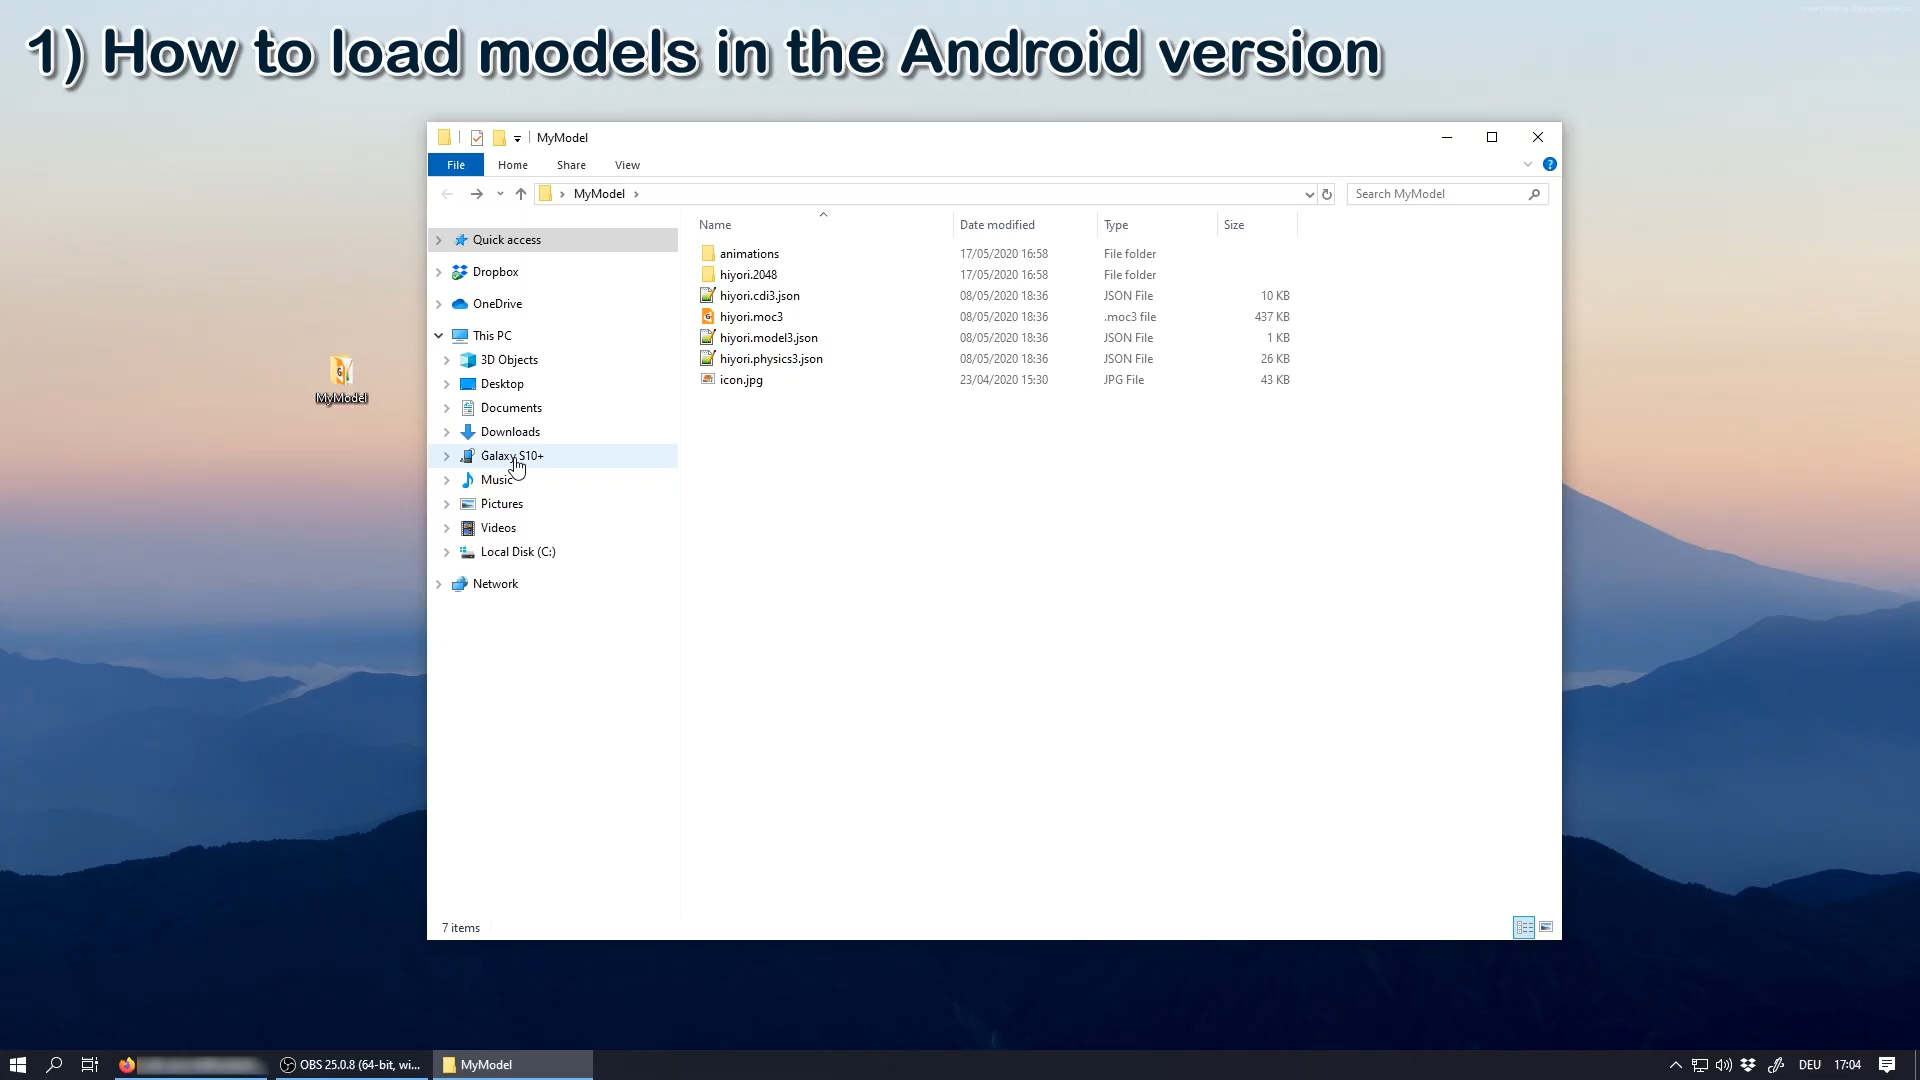 1) How to load models in the Android version
MyModel
File Home Share View
MyModel
Search MyModel
Name Date modified Type Size
Quick access
Dropbox
OneDrive
This PC
3D Objects
Desktop
Documents
Downloads
Galaxy S10+
Music
Pictures
Videos
Local Disk (C:)
Network
animations 17/05/2020 16:58 File folder
hiyori.2048 17/05/2020 16:58 File folder
hiyori.cdi3.json 08/05/2020 18:36 JSON File 10 KB
hiyori.moc3 08/05/2020 18:36 .moc3 file 437 KB
hiyori.model3.json 08/05/2020 18:36 JSON File 1 KB
hiyori.physics3.json 08/05/2020 18:36 JSON File 26 KB
icon.jpg 23/04/2020 15:30 JPG File 43 KB
MyModel
7 items
OBS 25.0.8 (64-bit, wi...
MyModel
DEU 17:04